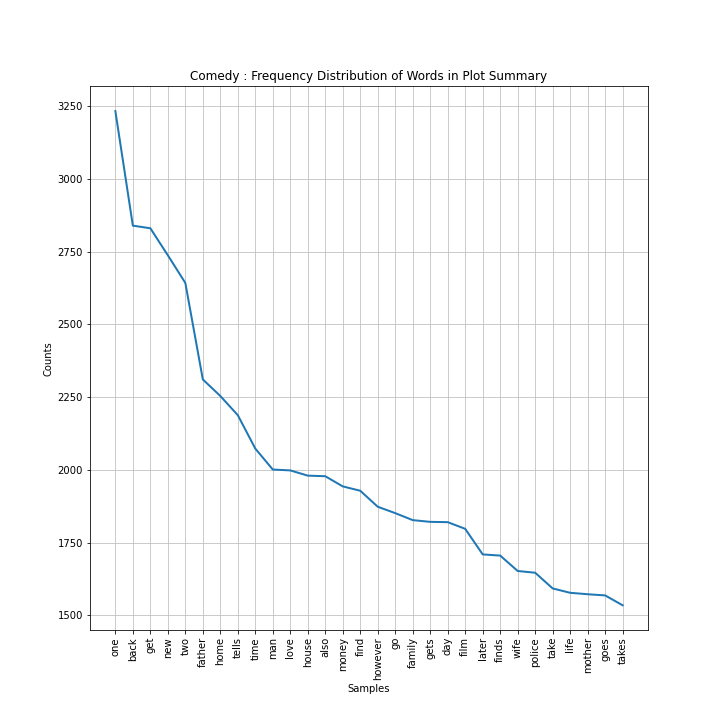 Comedy : Frequency Distribution of Words in Plot Summary
3250
3000
2750
2500
2250
2000
1750
1500
Counts
one
back
get
new
two
father
home
tells
time
man
love
house
also
money
find
however
go
family
gets
day
film
later
finds
wife
police
take
life
mother
goes
takes
Samples